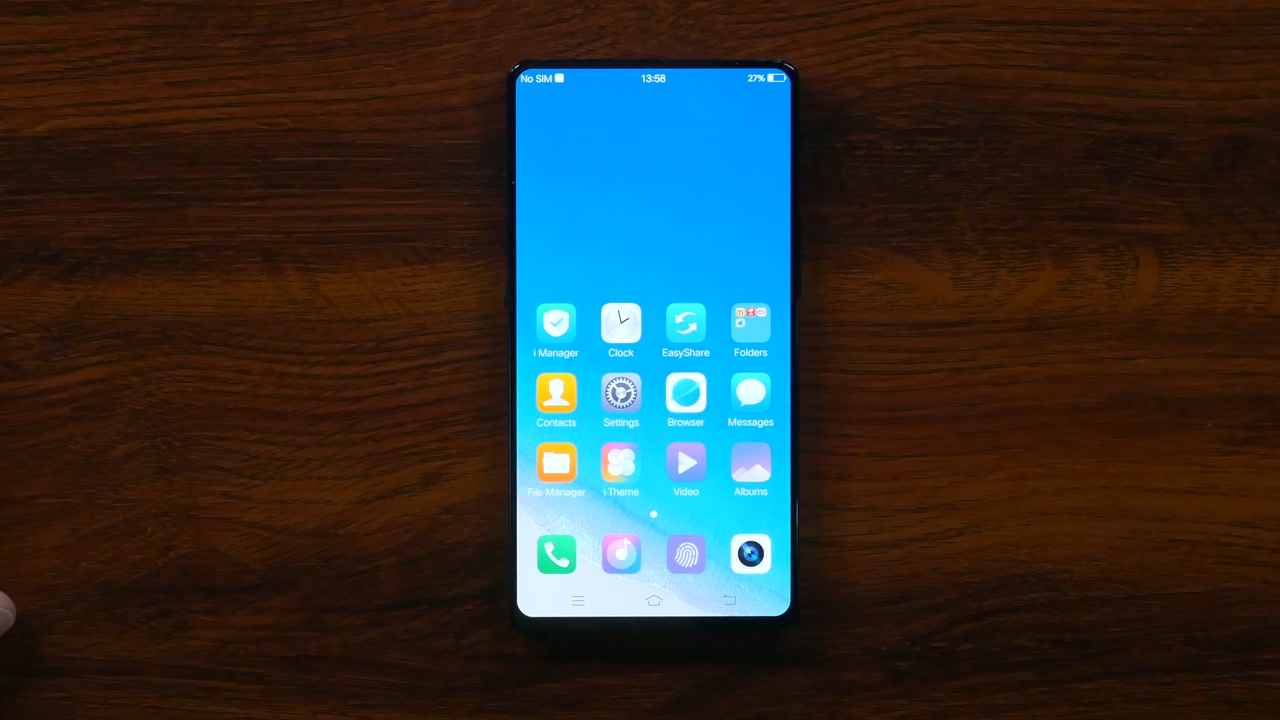 No SIM 13:58 27%
i Manager Clock EasyShare Folders
Contacts Settings Browser Messages
File Manager i Theme Video Albums